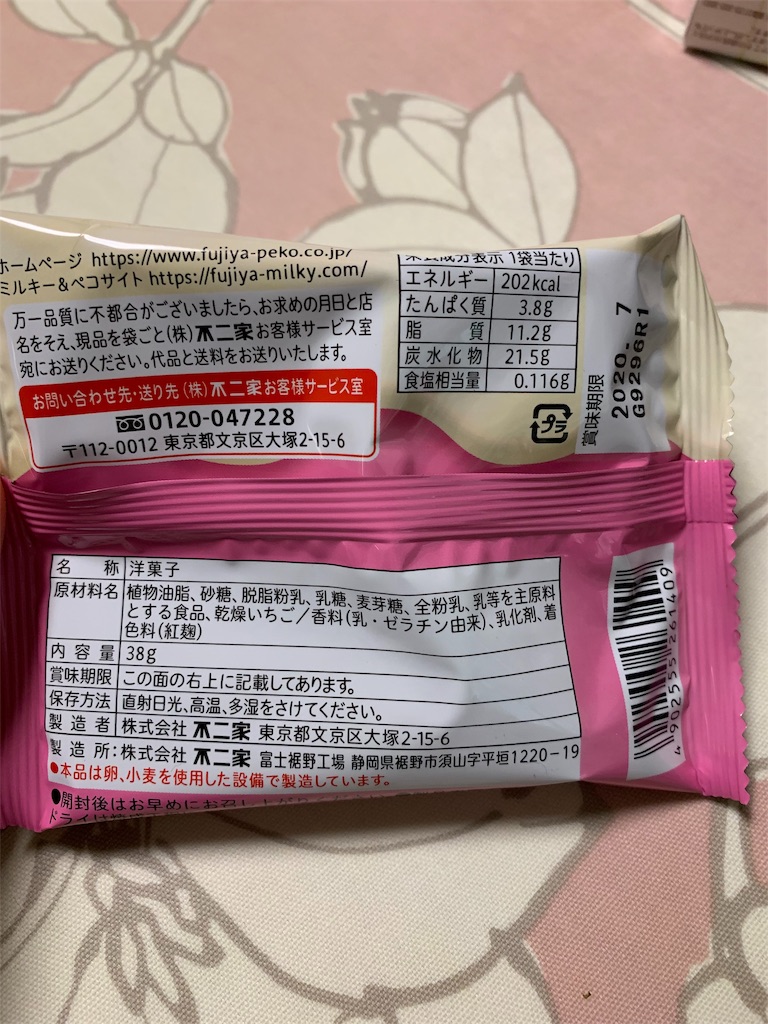 ホームページ https://www.fujiya-peko.co.jp/
ミルキー&ペコサイト https://fujiya-milky.com/
万一品質に不都合がございましたら、お求めの月日と店
名をそえ、現品を袋ごと(株)不二家お客様サービス室
宛にお送りください。代品と送料をお送りいたします。
お問い合わせ先・送り先(株)不二家お客様サービス室
0120-047228
〒112-0012 東京都文京区大塚2-15-6
栄養成分表示 1袋当たり
エネルギー 202kcal
たんぱく質 3.8g
脂質 11.2g
炭水化物 21.5g
食塩相当量 0.116g
プラ
賞味期限
2020. 7
G9296R1
名称 洋菓子
原材料名 植物油脂、砂糖、脱脂粉乳、乳糖、麦芽糖、全粉乳、乳等を主原料
とする食品、乾燥いちご/香料(乳・ゼラチン由来)、乳化剤、着
色料(紅麹)
内容量 38g
賞味期限 この面の右上に記載してあります。
保存方法 直射日光、高温、多湿をさけてください。
製造者 株式会社 不二家 東京都文京区大塚2-15-6
製造所:株式会社 不二家 富士裾野工場 静岡県裾野市須山字平垣1220-19
●本品は卵、小麦を使用した設備で製造しています。
●開封後はお早めにお召し上がり
ドライ
4902555261409